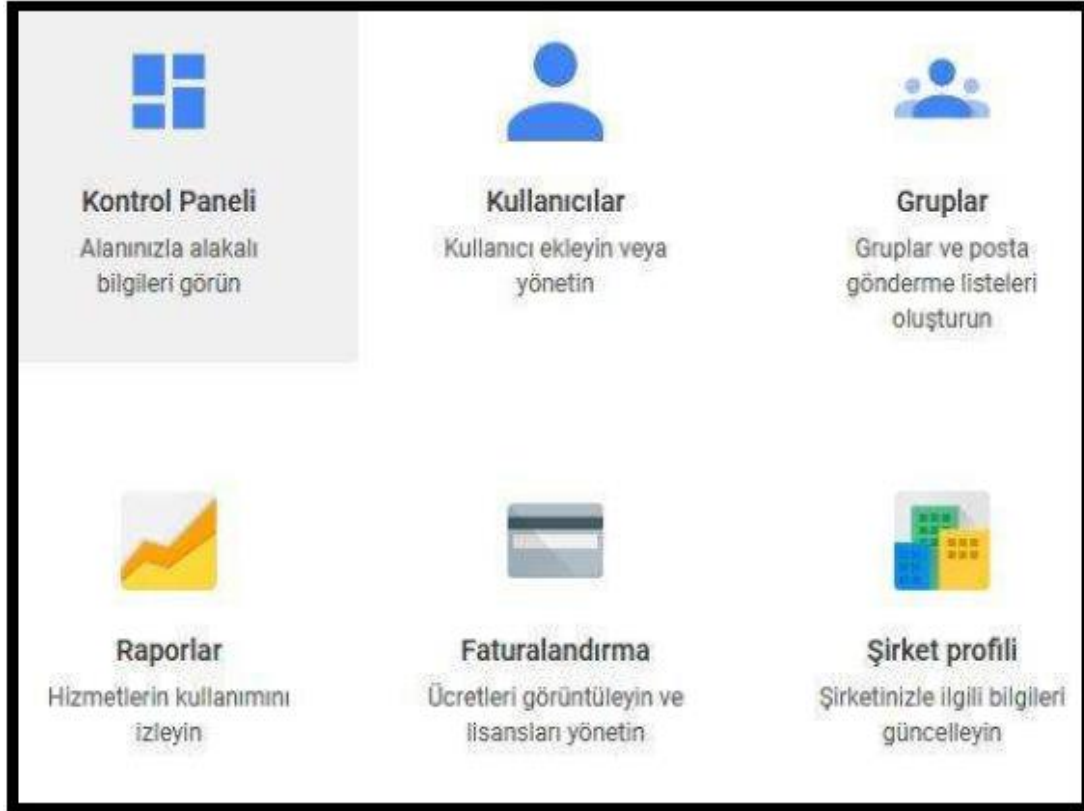 Kontrol Paneli
Alanınızla alakalı
bilgileri görün
Kullanıcılar
Kullanıcı ekleyin veya
yönetin
Gruplar
Gruplar ve posta
gönderme listeleri
oluşturun
Raporlar
Hizmetlerin kullanımını
izleyin
Faturalandırma
Ücretleri görüntüleyin ve
lisansları yönetin
Şirket profili
Şirketinizle ilgili bilgileri
güncelleyin